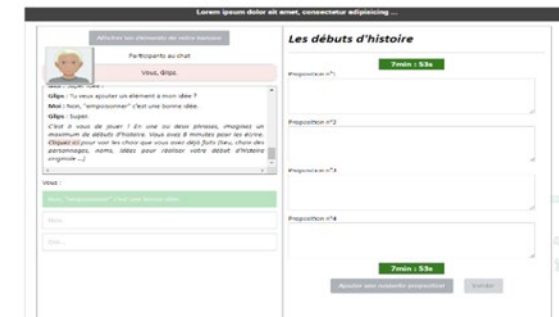 Lorem ipsum dolor sit amet, consectetur adipisicing ...
Afficher les éléments de votre histoire
Participants au chat
Vous, Glips.
Moi : Super idée !
Glips : Tu veux ajouter un élément à mon idée ?
Moi : Non, "empoisonner" c'est une bonne idée.
Glips : Super.
C'est à vous de jouer ! En une ou deux phrases, imaginez un
maximum de débuts d'histoire. Vous avez 8 minutes pour les écrire.
Cliquez ici pour voir les choix que vous avez déjà faits (lieu, choix des
personnages, noms, idées pour réaliser votre début d'histoire
originale ...)
Vous :
Non, "empoisonner" c'est une bonne idée.
Les débuts d'histoire
7min : 53s
Proposition n°1
Proposition n°2
Proposition n°3
Proposition n°4
7min : 53s
Ajouter une nouvelle proposition
Valider